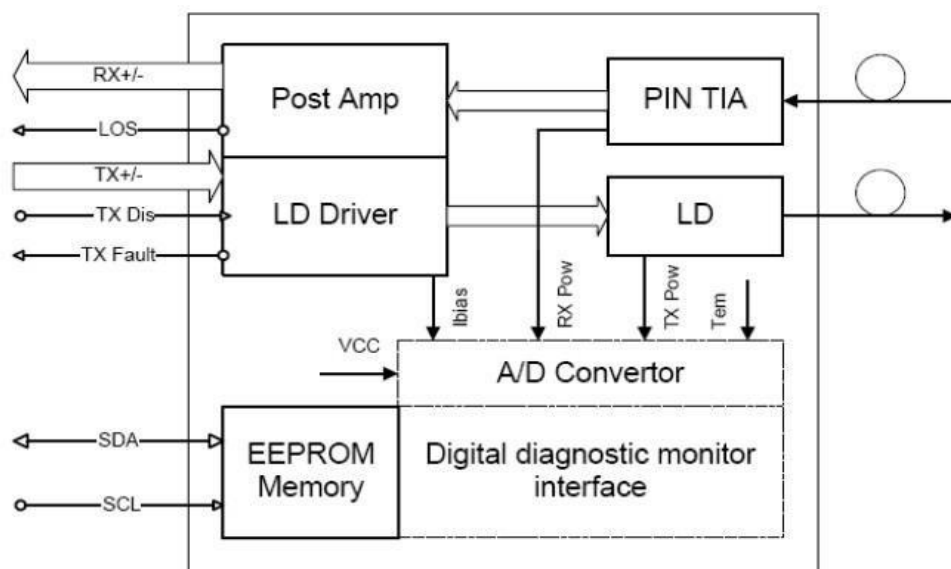 RX+/-
Post Amp
PIN TIA
LOS
TX+/-
TX Dis
LD Driver
LD
TX Fault
Ibias
RX Pow
TX Pow
Tem
VCC
A/D Convertor
SDA
EEPROM
Memory
Digital diagnostic monitor
interface
SCL